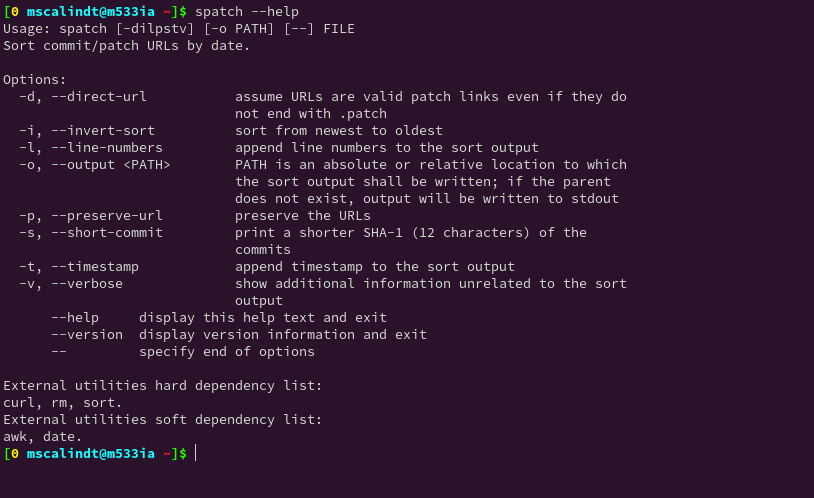 [0 mscalindt@m533ia ~]$ spatch --help
Usage: spatch [-dilpstv] [-o PATH] [--] FILE
Sort commit/patch URLs by date.
Options:
-d, --direct-url assume URLs are valid patch links even if they do
not end with .patch
-i, --invert-sort sort from newest to oldest
-l, --line-numbers append line numbers to the sort output
-o, --output <PATH> PATH is an absolute or relative location to which
the sort output shall be written; if the parent
does not exist, output will be written to stdout
-p, --preserve-url preserve the URLs
-s, --short-commit print a shorter SHA-1 (12 characters) of the
commits
-t, --timestamp append timestamp to the sort output
-v, --verbose show additional information unrelated to the sort
output
--help display this help text and exit
--version display version information and exit
-- specify end of options
External utilities hard dependency list:
curl, rm, sort.
External utilities soft dependency list:
awk, date.
[0 mscalindt@m533ia ~]$